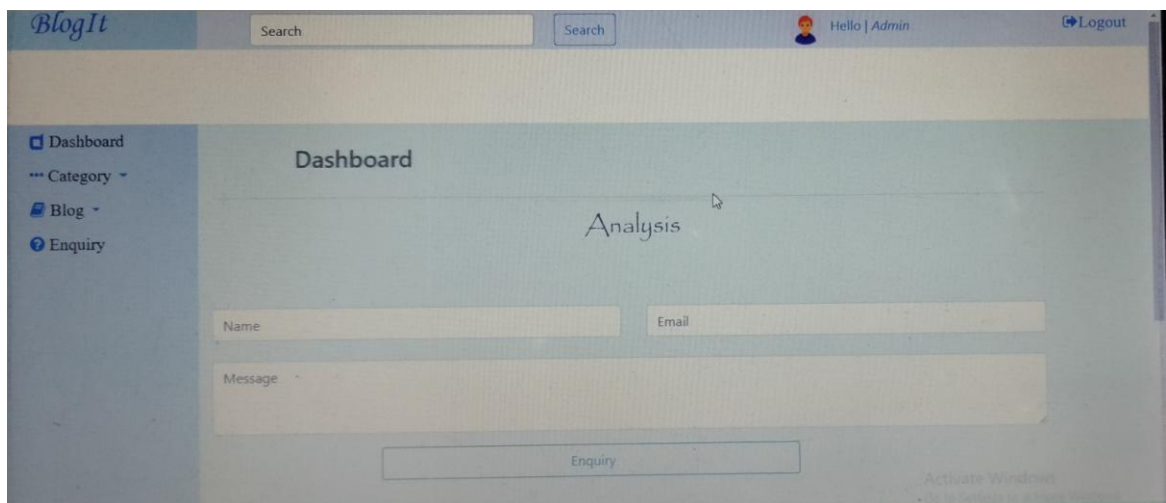 BlogIt
Search
Search
Hello | Admin
Logout
Dashboard
Category
Blog
Enquiry
Dashboard
Analysis
Name
Email
Message
Enquiry
Activate Windows